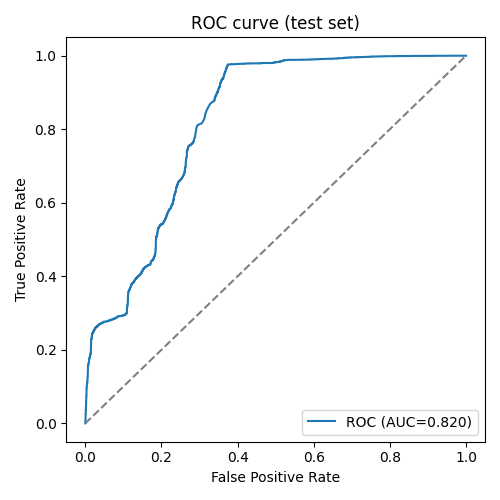 ROC curve (test set)
True Positive Rate
1.0
0.8
0.6
0.4
0.2
0.0
0.0 0.2 0.4 0.6 0.8 1.0
False Positive Rate
ROC (AUC=0.820)